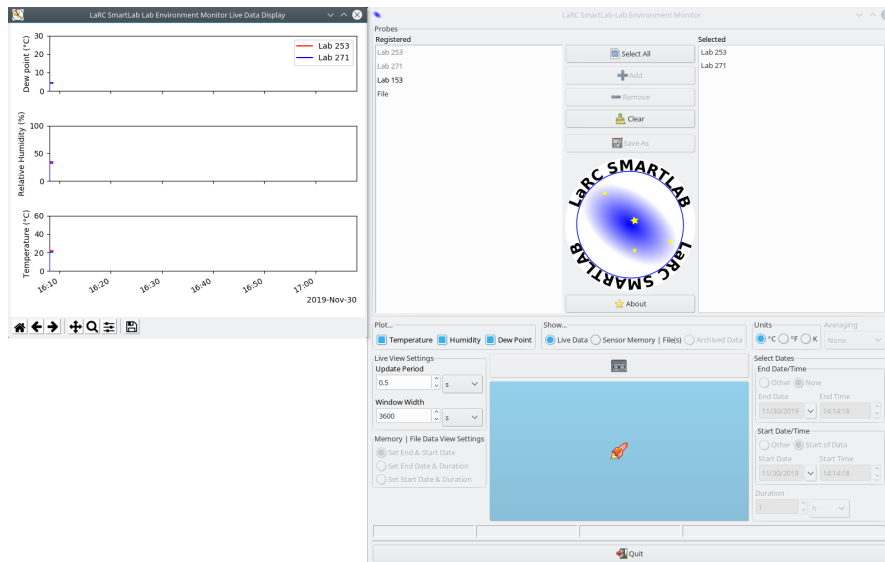 LaRC SmartLab Lab Environment Monitor Live Data Display
Dew point (°C)
30
20
10
0
Lab 253
Lab 271
Relative Humidity (%)
100
50
0
Temperature (°C)
60
40
20
0
16:10
16:20
16:30
16:40
16:50
17:00
2019-Nov-30
LaRC SmartLab-Lab Environment Monitor
Probes
Registered
Lab 253
Lab 271
Lab 153
File
Select All
Add
Remove
Clear
Save As
LaRC SMARTLAB
LaRC SMARTLAB
About
Selected
Lab 253
Lab 271
Plot...
Temperature Humidity Dew Point
Show...
Live Data Sensor Memory | File(s) Archived Data
Units
°C °F K
Averaging
None
Live View Settings
Update Period
0.5 s
Window Width
3600 s
Memory | File Data View Settings
Set End & Start Date
Set End Date & Duration
Set Start Date & Duration
Select Dates
End Date/Time
Other Now
End Date End Time
11/30/2019 14:14:18
Start Date/Time
Other Start of Data
Start Date Start Time
11/30/2019 14:14:18
Duration
1 h
Quit